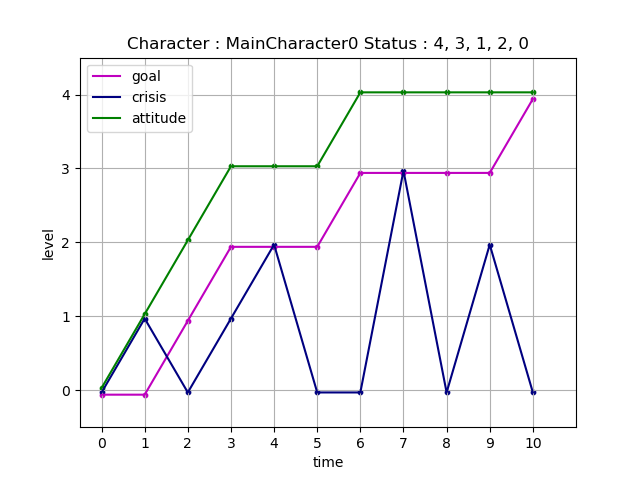 Character : MainCharacter0 Status : 4, 3, 1, 2, 0
goal
crisis
attitude
4
3
2
1
0
level
0 1 2 3 4 5 6 7 8 9 10
time